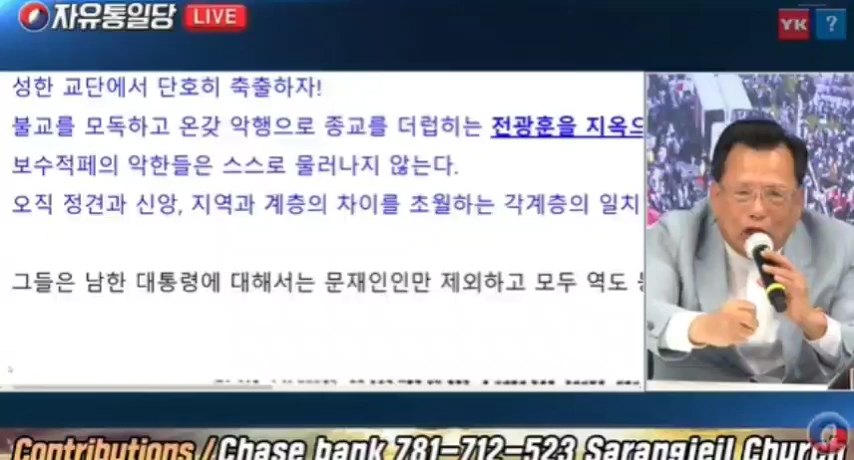 자유통일당 LIVE
YK ?
성한 교단에서 단호히 축출하자!
불교를 모독하고 온갖 악행으로 종교를 더럽히는 전광훈을 지옥으
보수적페의 악한들은 스스로 물러나지 않는다.
오직 정견과 신앙, 지역과 계층의 차이를 초월하는 각계층의 일치
그들은 남한 대통령에 대해서는 문재인인만 제외하고 모두 역도
Contributions / Chase bank 781-712-523 Sarangjeil Church